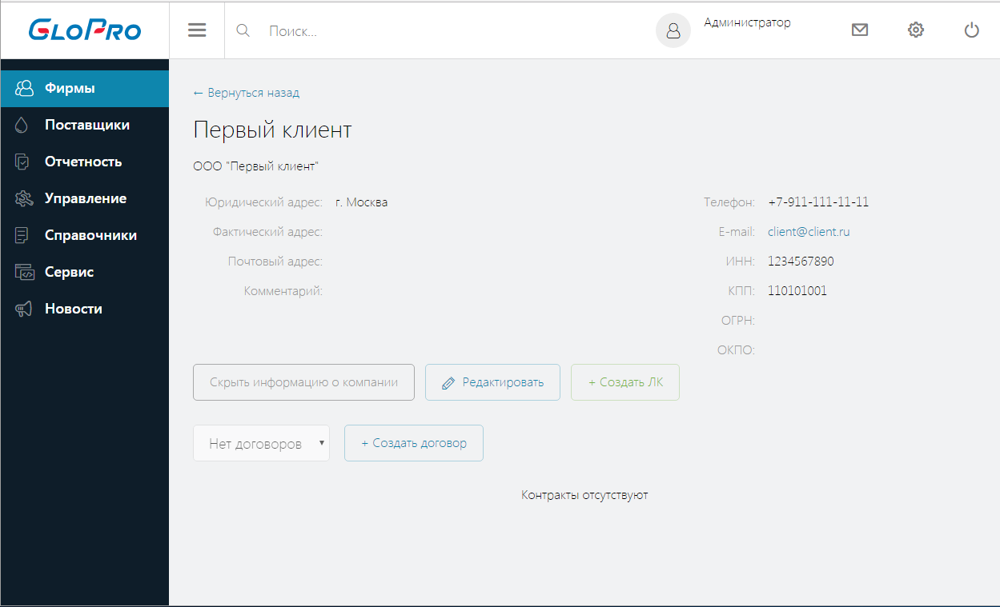 GloPro
Поиск...
Администратор
Фирмы
Поставщики
Отчетность
Управление
Справочники
Сервис
Новости
← Вернуться назад
Первый клиент
ООО "Первый клиент"
Юридический адрес: г. Москва
Фактический адрес:
Почтовый адрес:
Комментарий:
Телефон: +7-911-111-11-11
E-mail: client@client.ru
ИНН: 1234567890
КПП: 110101001
ОГРН:
ОКПО:
Скрыть информацию о компании
Редактировать
+ Создать ЛК
Нет договоров
+ Создать договор
Контракты отсутствуют